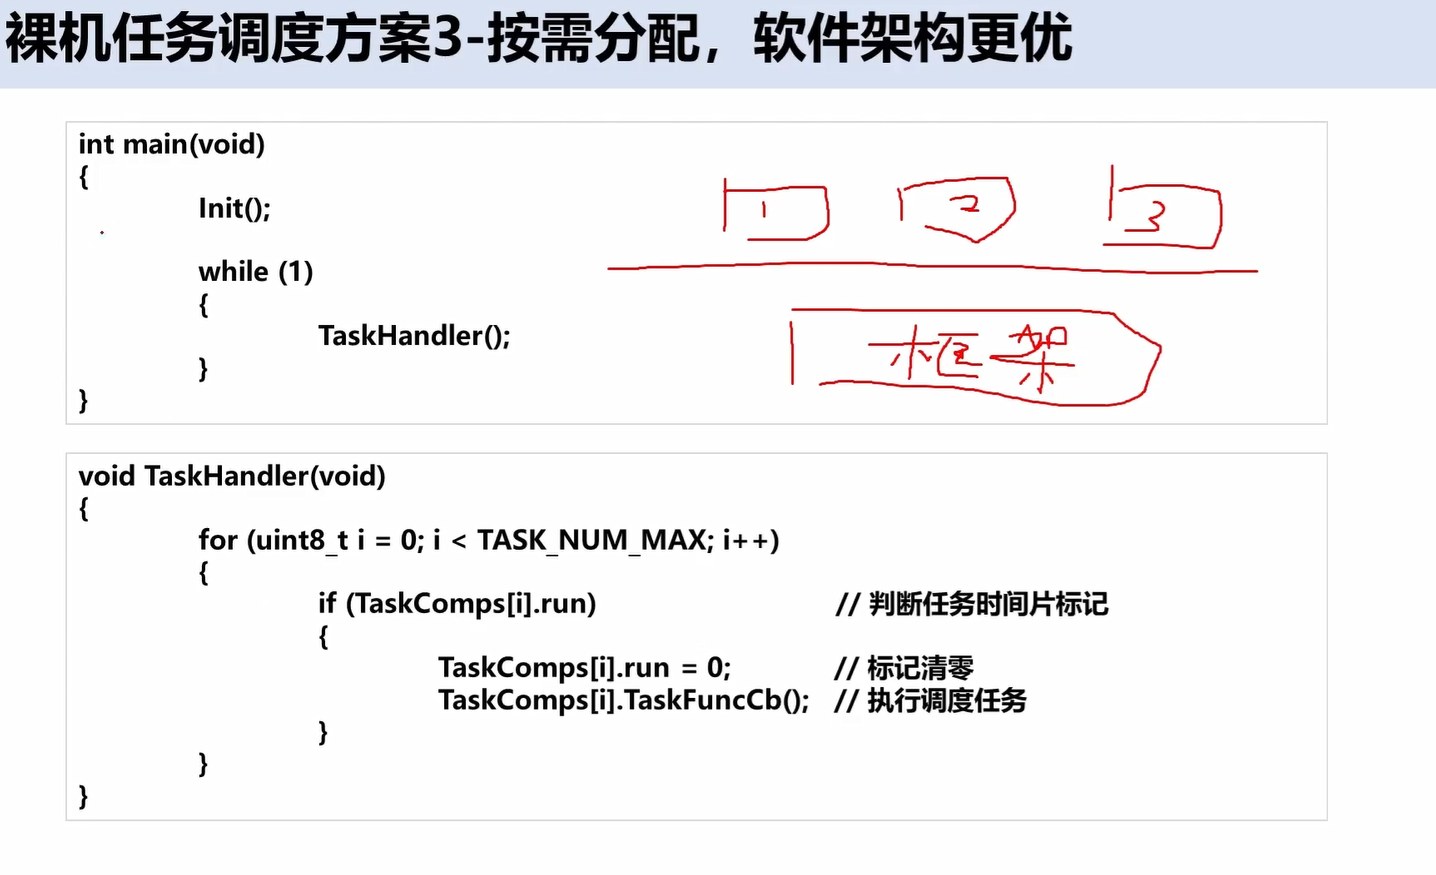 裸机任务调度方案3-按需分配，软件架构更优
int main(void)
{
Init();
while (1)
{
TaskHandler();
}
}
1 2 3
框架
void TaskHandler(void)
{
for (uint8_t i = 0; i < TASK_NUM_MAX; i++)
{
if (TaskComps[i].run) // 判断任务时间片标记
{
TaskComps[i].run = 0; // 标记清零
TaskComps[i].TaskFuncCb(); // 执行调度任务
}
}
}